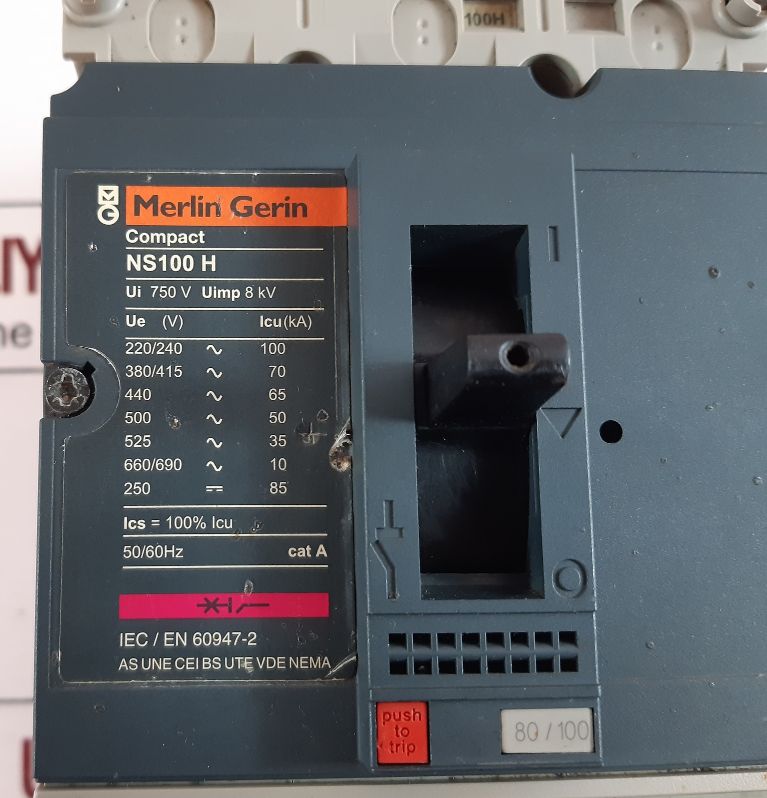 100H
Merlin Gerin
Compact
NS100 H
Ui 750 V Uimp 8 kV
Ue (V) Icu(kA)
220/240 ~ 100
380/415 ~ 70
440 ~ 65
500 ~ 50
525 ~ 35
660/690 ~ 10
250 ⎓ 85
Ics = 100% Icu
50/60Hz cat A
IEC / EN 60947-2
AS UNE CEI BS UTE VDE NEMA
push
to
trip
80/100